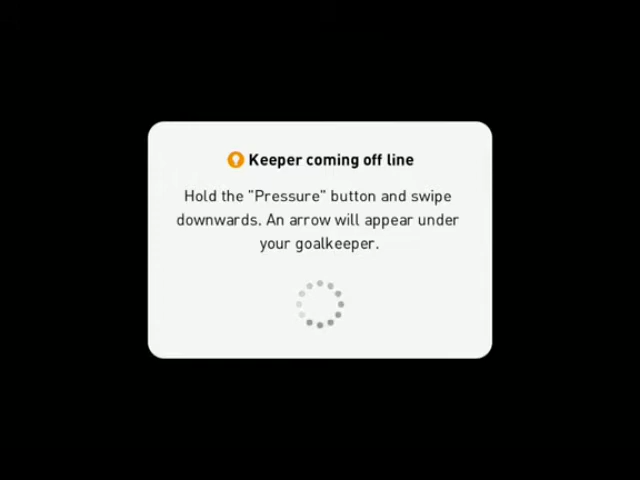 Keeper coming off line
Hold the "Pressure" button and swipe
downwards. An arrow will appear under
your goalkeeper.